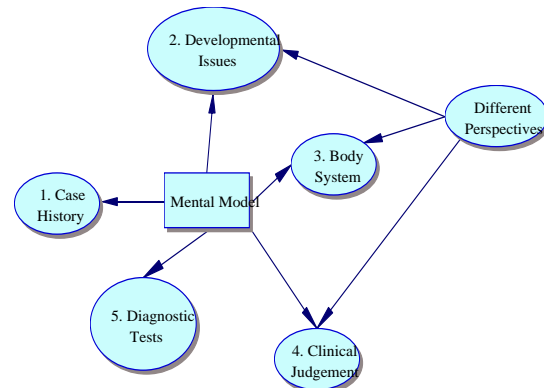 2. Developmental
Issues
Different
Perspectives
3. Body
System
1. Case
History
Mental Model
5. Diagnostic
Tests
4. Clinical
Judgement